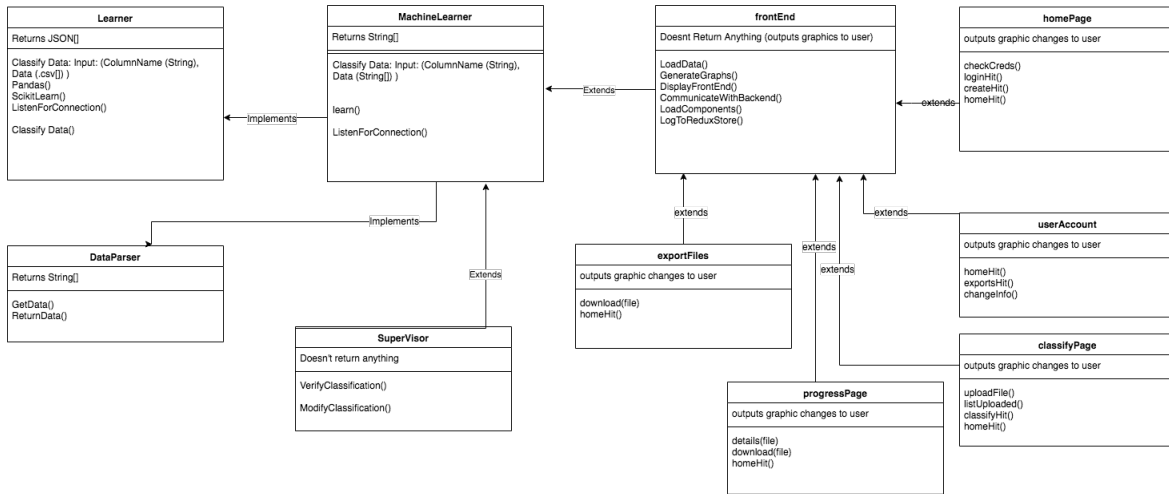 Learner
Returns JSON[]
Classify Data: Input: (ColumnName (String),
Data (.csv[]) )
Pandas()
ScikitLearn()
ListenForConnection()
Classify Data()
Implements
MachineLearner
Returns String[]
Classify Data: Input: (ColumnName (String),
Data (String[]) )
learn()
ListenForConnection()
Extends
frontEnd
Doesnt Return Anything (outputs graphics to user)
LoadData()
GenerateGraphs()
DisplayFrontEnd()
CommunicateWithBackend()
LoadComponents()
LogToReduxStore()
extends
homePage
outputs graphic changes to user
checkCreds()
loginHit()
createHit()
homeHit()
Implements
DataParser
Returns String[]
GetData()
ReturnData()
Extends
SuperVisor
Doesn't return anything
VerifyClassification()
ModifyClassification()
extends
exportFiles
outputs graphic changes to user
download(file)
homeHit()
extends
progressPage
outputs graphic changes to user
details(file)
download(file)
homeHit()
extends
userAccount
outputs graphic changes to user
homeHit()
exportsHit()
changeInfo()
extends
classifyPage
outputs graphic changes to user
uploadFile()
listUploaded()
classifyHit()
homeHit()